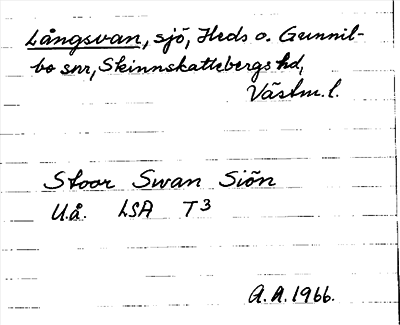 Långsvan, sjö, Heds o. Gunnil-
bo snr, Skinnskattebergs hd,
Västm. l.
Stoor Swan Siön
U.å. LSA T3
A.A. 1966.